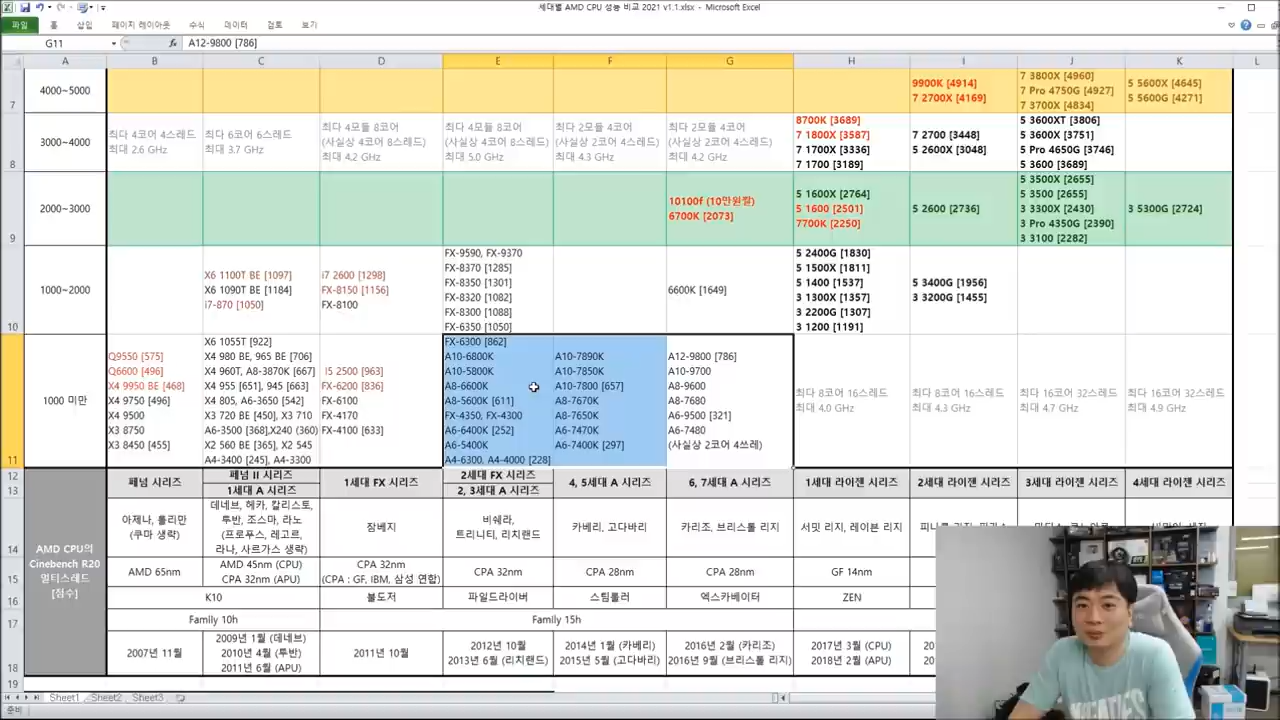 세대별 AMD CPU 성능 비교 2021 v1.1.xlsx - Microsoft Excel
파일 홈 삽입 페이지 레이아웃 수식 데이터 검토 보기
G11 fx A12-9800 [786]
A B C D E F G H I J K L
7
4000~5000
9900K [4914]
7 2700X [4169]
7 3800X [4960]
7 Pro 4750G [4927]
7 3700X [4834]
5 5600X [4645]
5 5600G [4271]
8
3000~4000
최다 4코어 4스레드
최대 2.6 GHz
최다 6코어 6스레드
최대 3.7 GHz
최다 4모듈 8코어
(사실상 4코어 8스레드)
최대 4.2 GHz
최다 4모듈 8코어
(사실상 4코어 8스레드)
최대 5.0 GHz
최다 2모듈 4코어
(사실상 2코어 4스레드)
최대 4.3 GHz
최다 2모듈 4코어
(사실상 2코어 4스레드)
최대 4.2 GHz
8700K [3689]
7 1800X [3587]
7 1700X [3336]
7 1700 [3189]
7 2700 [3448]
5 2600X [3048]
5 3600XT [3806]
5 3600X [3751]
5 Pro 4650G [3746]
5 3600 [3689]
9
2000~3000
10100f (10만원컬)
6700K [2073]
5 1600X [2764]
5 1600 [2501]
7700K [2250]
5 2600 [2736]
5 3500X [2655]
5 3500 [2655]
3 3300X [2430]
3 Pro 4350G [2390]
3 3100 [2282]
3 5300G [2724]
10
1000~2000
X6 1100T BE [1097]
X6 1090T BE [1184]
i7-870 [1050]
i7 2600 [1298]
FX-8150 [1156]
FX-8100
FX-9590, FX-9370
FX-8370 [1285]
FX-8350 [1301]
FX-8320 [1082]
FX-8300 [1088]
FX-6350 [1050]
6600K [1649]
5 2400G [1830]
5 1500X [1811]
5 1400 [1537]
3 1300X [1357]
3 2200G [1307]
3 1200 [1191]
5 3400G [1956]
3 3200G [1455]
11
1000 미만
Q9550 [575]
Q6600 [496]
X4 9950 BE [468]
X4 9750 [496]
X4 9500
X3 8750
X3 8450 [455]
X6 1055T [922]
X4 980 BE, 965 BE [706]
X4 960T, A8-3870K [667]
X4 955 [651], 945 [663]
X4 805, A6-3650 [542]
X3 720 BE [450], X3 710
A6-3500 [368],X240 (360)
X2 560 BE [365], X2 545
A4-3400 [245], A4-3300
I5 2500 [963]
FX-6200 [836]
FX-6100
FX-4170
FX-4100 [633]
FX-6300 [862]
A10-6800K
A10-5800K
A8-6600K
A8-5600K [611]
FX-4350, FX-4300
A6-6400K [252]
A6-5400K
A4-6300, A4-4000 [228]
A10-7890K
A10-7850K
A10-7800 [657]
A8-7670K
A8-7650K
A6-7470K
A6-7400K [297]
A12-9800 [786]
A10-9700
A8-9600
A8-7680
A6-9500 [321]
A6-7480
(사실상 2코어 4쓰레)
최다 8코어 16스레드
최대 4.0 GHz
최다 8코어 16스레드
최대 4.3 GHz
최다 16코어 32스레드
최대 4.7 GHz
최다 16코어 32스레드
최대 4.9 GHz
12
13
페넘 시리즈
페넘 II 시리즈
1세대 A 시리즈
1세대 FX 시리즈
2세대 FX 시리즈
2, 3세대 A 시리즈
4, 5세대 A 시리즈
6, 7세대 A 시리즈
1세대 라이젠 시리즈
2세대 라이젠 시리즈
3세대 라이젠 시리즈
4세대 라이젠 시리즈
AMD CPU의
Cinebench R20
멀티스레드
[점수]
14
아제나, 톨리만
(쿠마 생략)
데네브, 헤카, 칼리스토,
투반, 조스마, 라노
(프로푸스, 레고르,
라나, 사르가스 생략)
장베지
비쉐라,
트리니티, 리치랜드
카베리, 고다바리
카리조, 브리스톨 리지
서밋 리지, 레이븐 리지
15
AMD 65nm
AMD 45nm (CPU)
CPA 32nm (APU)
CPA 32nm
(CPA : GF, IBM, 삼성 연합)
CPA 32nm
CPA 28nm
CPA 28nm
GF 14nm
16
K10
불도저
파일드라이버
스팀롤러
엑스카베이터
ZEN
17
Family 10h
Family 15h
18
2007년 11월
2009년 1월 (데네브)
2010년 4월 (투반)
2011년 6월 (APU)
2011년 10월
2012년 10월
2013년 6월 (리치랜드)
2014년 1월 (카베리)
2015년 5월 (고다바리)
2016년 2월 (카리조)
2016년 9월 (브리스톨 리지)
2017년 3월 (CPU)
2018년 2월 (APU)
19
Sheet1 Sheet2 Sheet3
준비